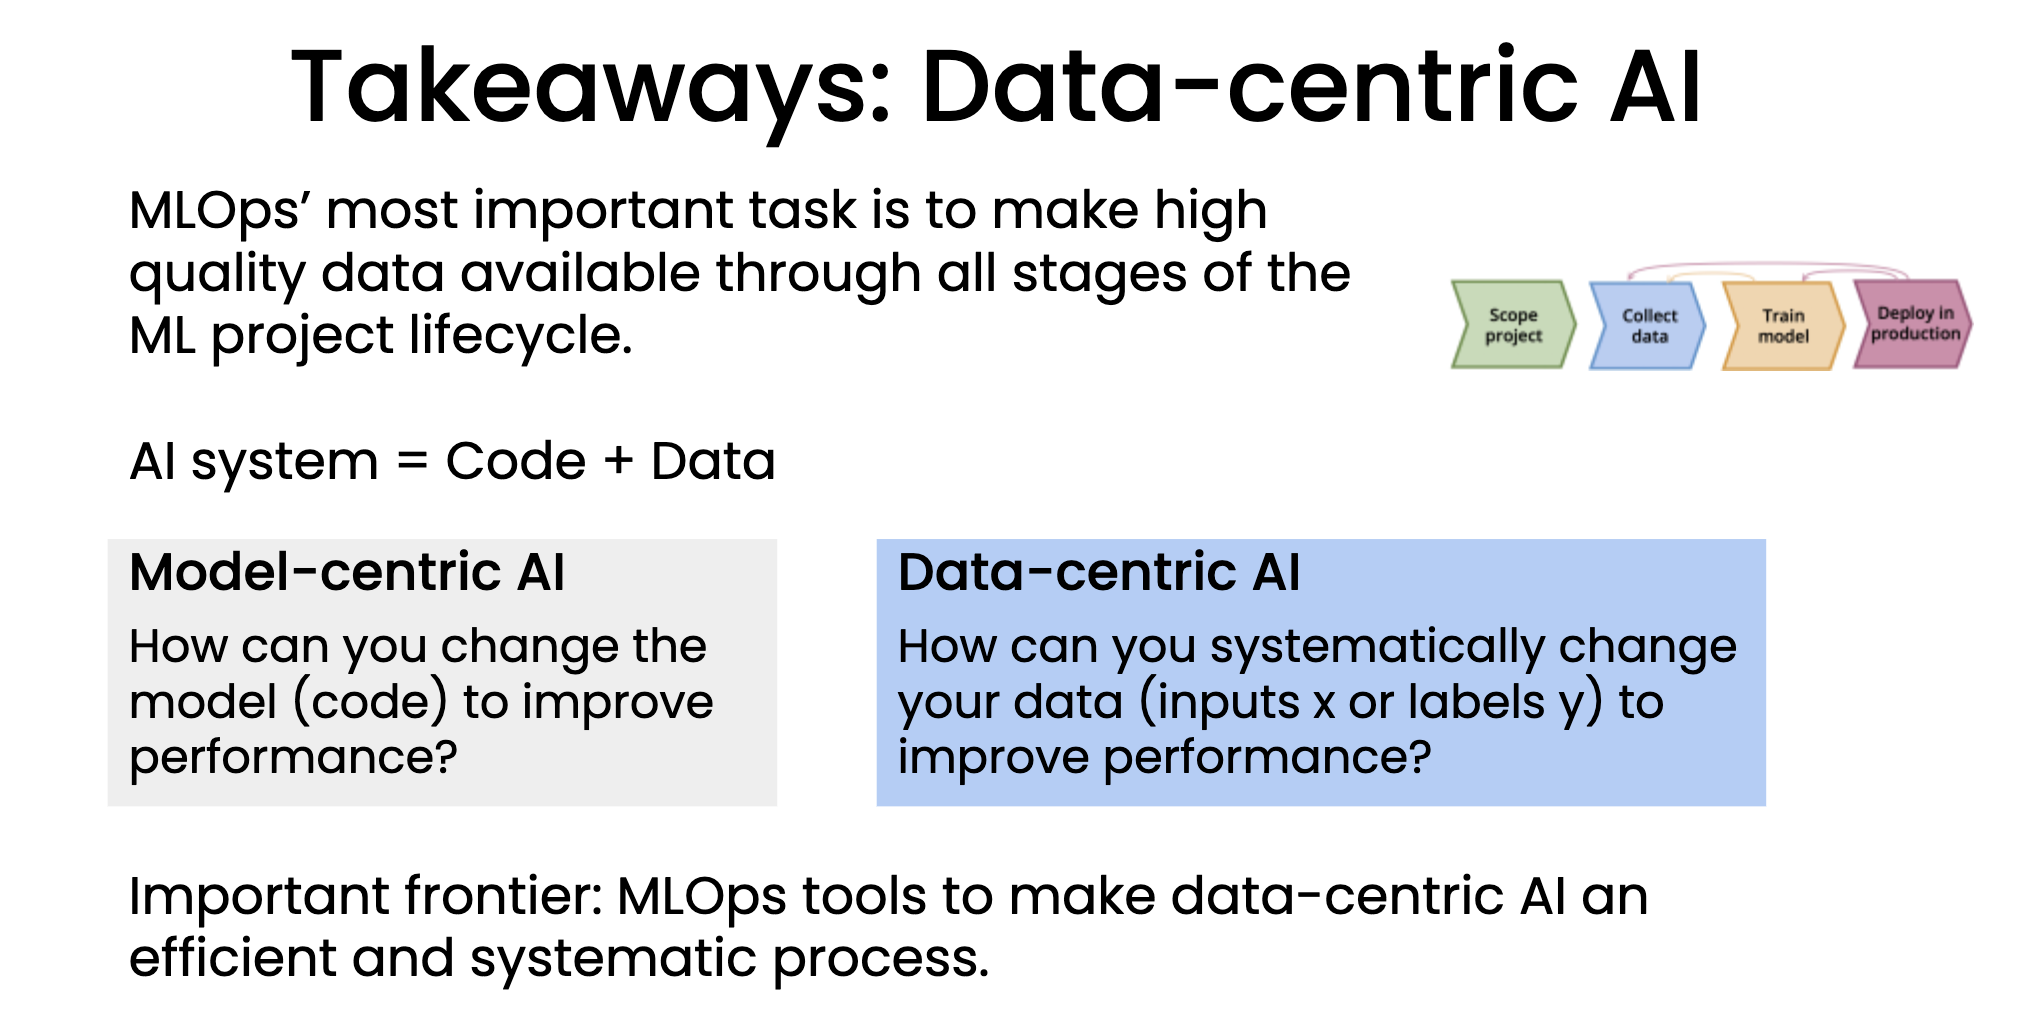 Takeaways: Data-centric AI
MLOps’ most important task is to make high
quality data available through all stages of the
ML project lifecycle.
Scope
project
Collect
data
Train
model
Deploy in
production
AI system = Code + Data
Model-centric AI
How can you change the
model (code) to improve
performance?
Data-centric AI
How can you systematically change
your data (inputs x or labels y) to
improve performance?
Important frontier: MLOps tools to make data-centric AI an
efficient and systematic process.